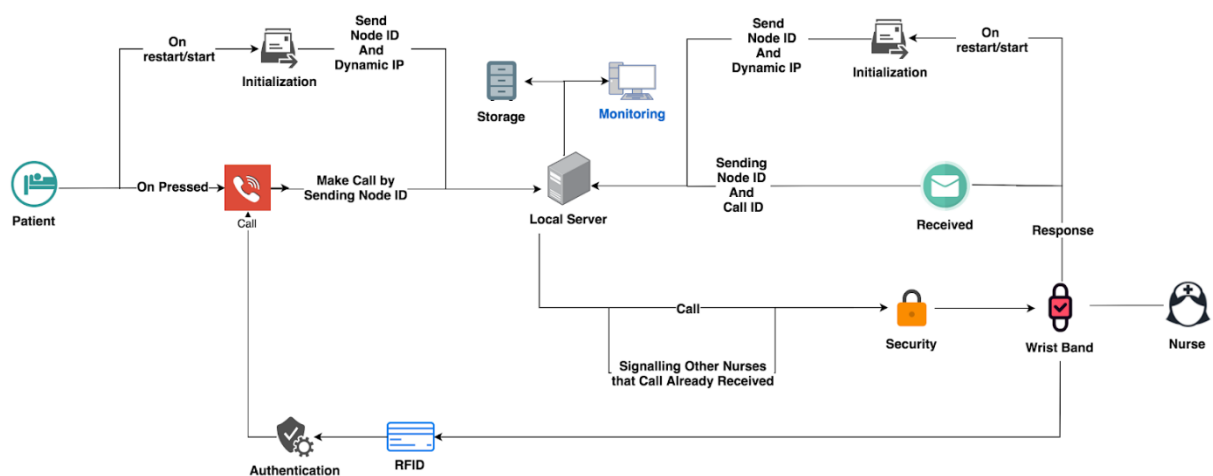 On
restart/start
Initialization
Send
Node ID
And
Dynamic IP
Storage
Monitoring
Send
Node ID
And
Dynamic IP
Initialization
On
restart/start
Patient
On Pressed
Call
Make Call by
Sending Node ID
Local Server
Sending
Node ID
And
Call ID
Received
Response
Call
Signalling Other Nurses
that Call Already Received
Security
Wrist Band
Nurse
Authentication
RFID